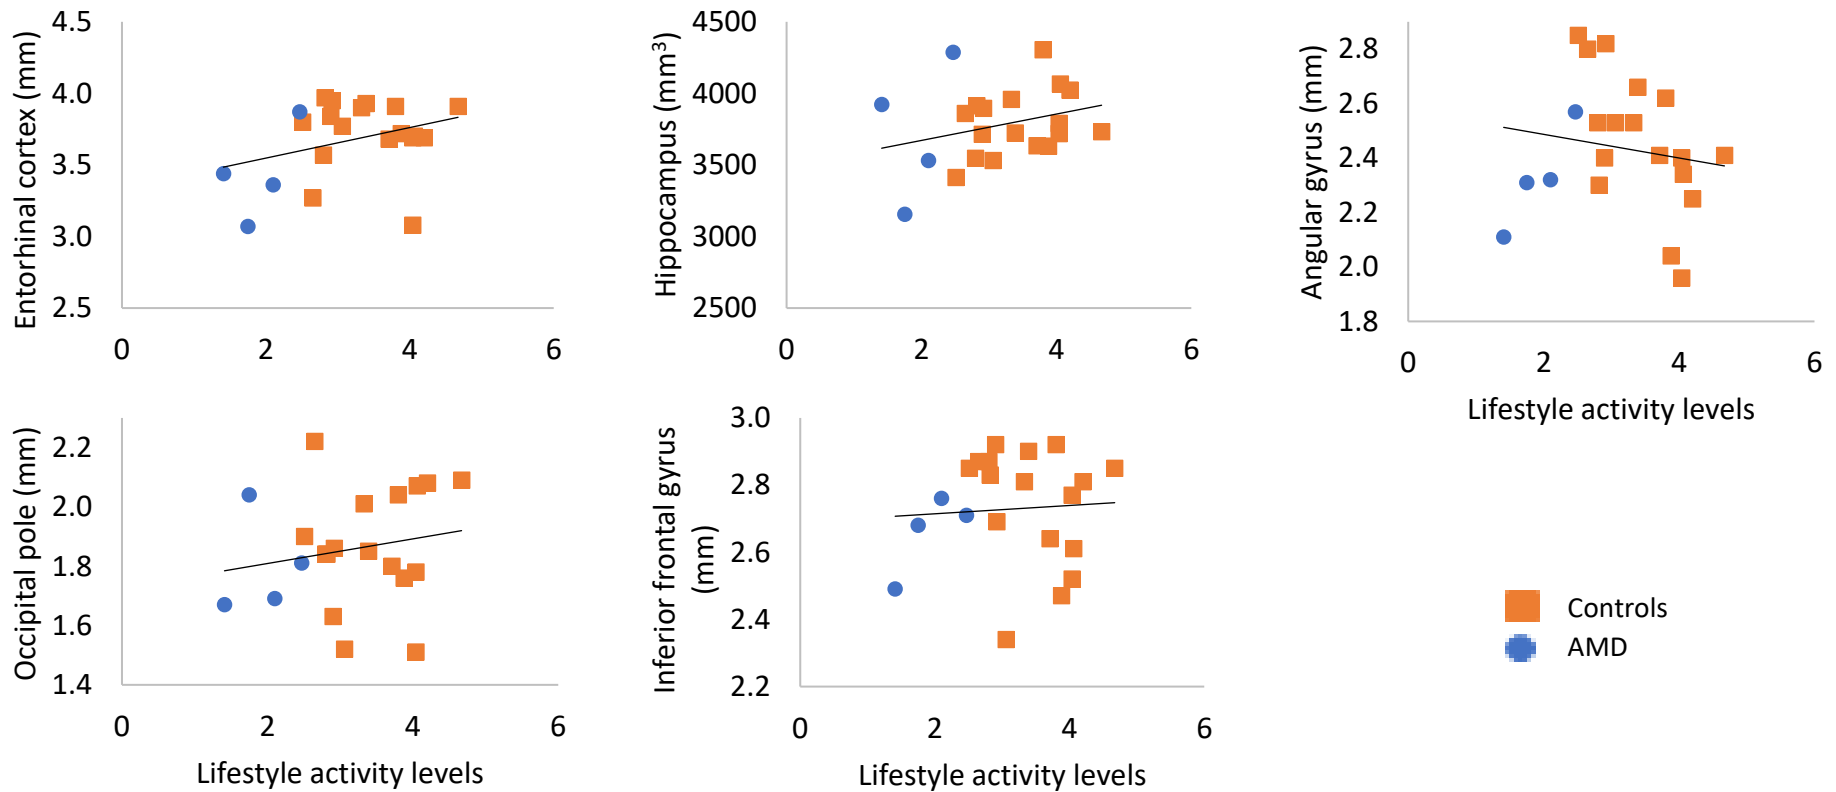 Entorhinal cortex (mm)
4.5
4.0
3.5
3.0
2.5
0 2 4 6
Hippocampus (mm³)
4500
4000
3500
3000
2500
0 2 4 6
Angular gyrus (mm)
2.8
2.6
2.4
2.2
2.0
1.8
0 2 4 6
Lifestyle activity levels
Occipital pole (mm)
2.2
2.0
1.8
1.6
1.4
0 2 4 6
Lifestyle activity levels
Inferior frontal gyrus
(mm)
3.0
2.8
2.6
2.4
2.2
0 2 4 6
Lifestyle activity levels
Controls
AMD